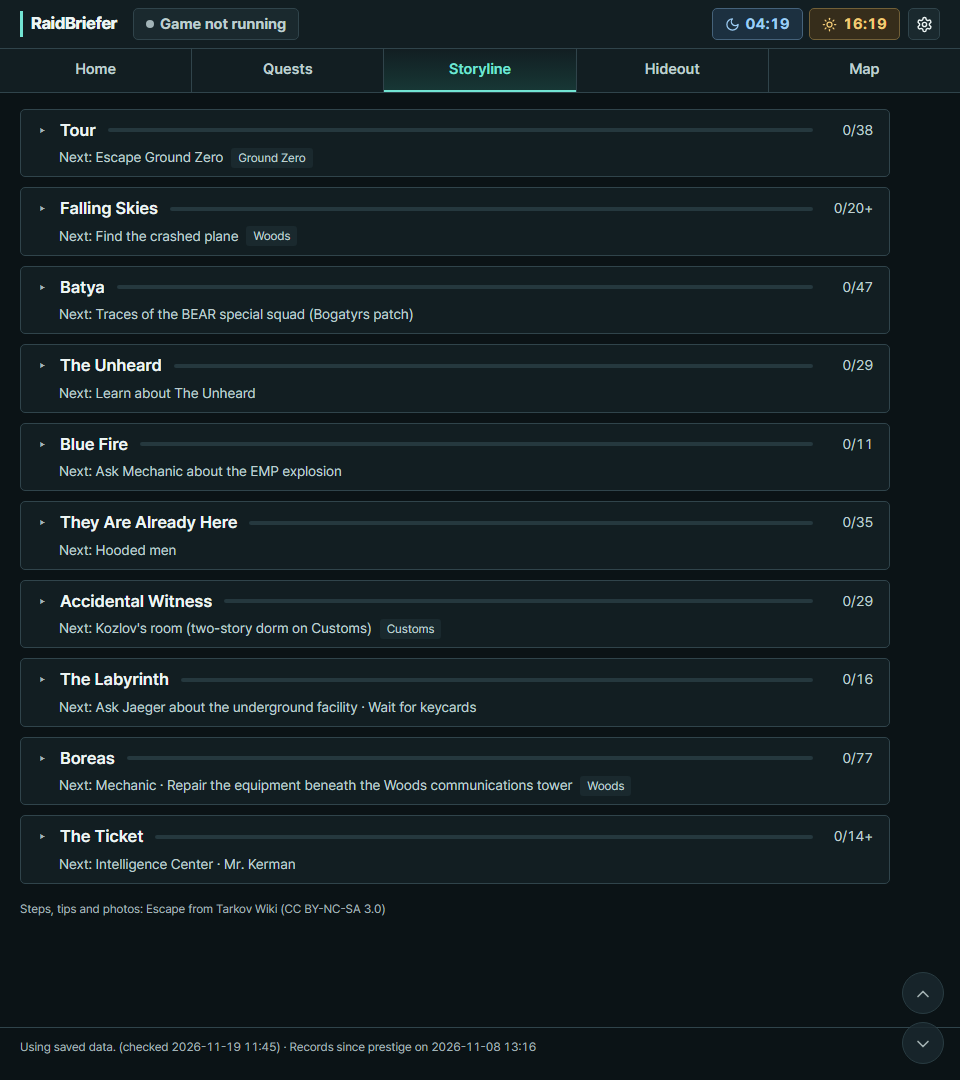 RaidBriefer
Game not running
04:19
16:19
Home
Quests
Storyline
Hideout
Map
Tour
0/38
Next: Escape Ground Zero
Ground Zero
Falling Skies
0/20+
Next: Find the crashed plane
Woods
Batya
0/47
Next: Traces of the BEAR special squad (Bogatyrs patch)
The Unheard
0/29
Next: Learn about The Unheard
Blue Fire
0/11
Next: Ask Mechanic about the EMP explosion
They Are Already Here
0/35
Next: Hooded men
Accidental Witness
0/29
Next: Kozlov's room (two-story dorm on Customs)
Customs
The Labyrinth
0/16
Next: Ask Jaeger about the underground facility · Wait for keycards
Boreas
0/77
Next: Mechanic · Repair the equipment beneath the Woods communications tower
Woods
The Ticket
0/14+
Next: Intelligence Center · Mr. Kerman
Steps, tips and photos: Escape from Tarkov Wiki (CC BY-NC-SA 3.0)
Using saved data. (checked 2026-11-19 11:45) · Records since prestige on 2026-11-08 13:16